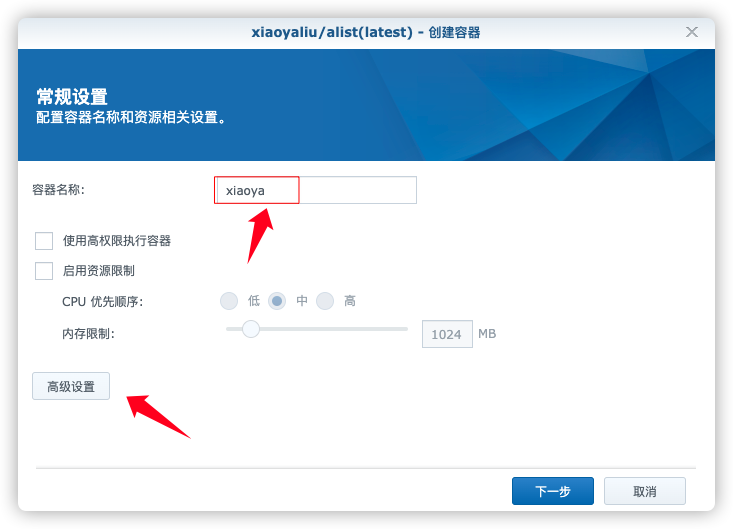 xiaoyaliu/alist(latest) - 创建容器
常规设置
配置容器名称和资源相关设置。
容器名称: xiaoya
使用高权限执行容器
启用资源限制
CPU 优先顺序: 低 中 高
内存限制: 1024 MB
高级设置
下一步 取消